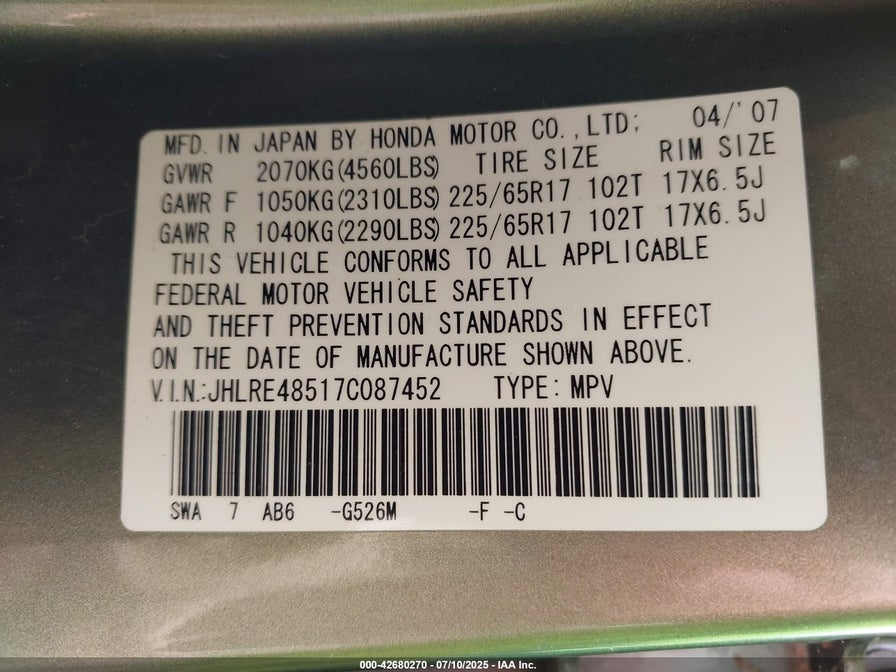 MFD. IN JAPAN BY HONDA MOTOR CO.,LTD; 04/'07
GVWR 2070KG(4560LBS) TIRE SIZE RIM SIZE
GAWR F 1050KG(2310LBS) 225/65R17 102T 17X6.5J
GAWR R 1040KG(2290LBS) 225/65R17 102T 17X6.5J
THIS VEHICLE CONFORMS TO ALL APPLICABLE
FEDERAL MOTOR VEHICLE SAFETY
AND THEFT PREVENTION STANDARDS IN EFFECT
ON THE DATE OF MANUFACTURE SHOWN ABOVE.
V.I.N.:JHLRE48517C087452 TYPE: MPV
SWA 7 AB6 -G526M -F -C
000-42680270 - 07/10/2025 - IAA Inc.